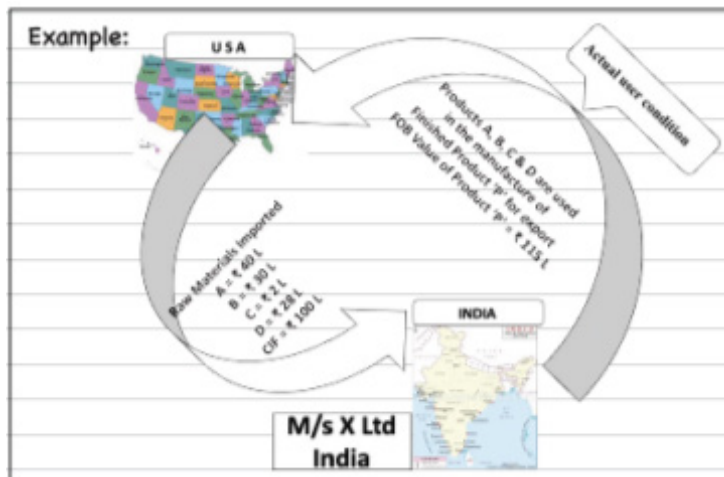 Example:
U S A
Actual user condition
Products A, B, C & D are used
in the manufacture of
Finished Product 'P' for export
FOB Value of Product 'P' = ₹ 115 L
Raw Materials Imported
A = ₹ 40 L
B = ₹ 30 L
C = ₹ 2 L
D = ₹ 28 L
CIF = ₹ 100 L
INDIA
M/s X Ltd
India